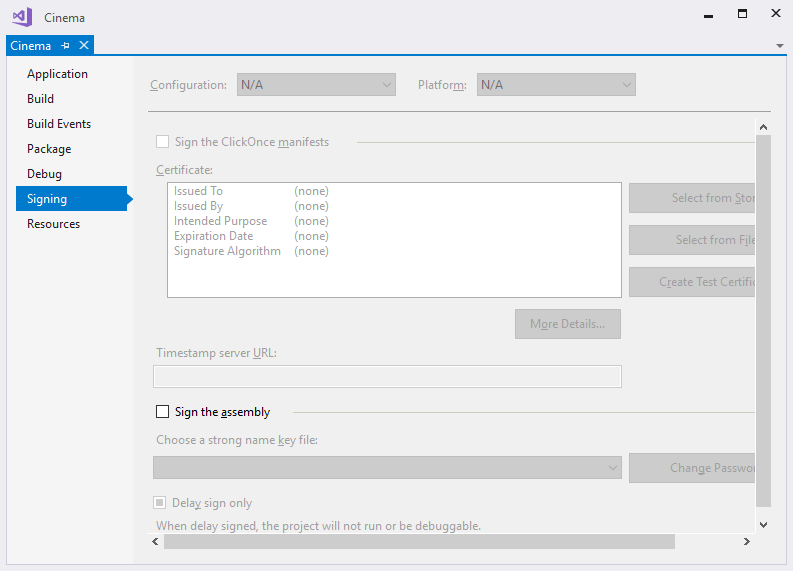 Cinema
Cinema
Application
Build
Build Events
Package
Debug
Signing
Resources
Configuration: N/A Platform: N/A
Sign the ClickOnce manifests
Certificate:
Issued To (none)
Issued By (none)
Intended Purpose (none)
Expiration Date (none)
Signature Algorithm (none)
Select from Stor
Select from File
Create Test Certific
More Details...
Timestamp server URL:
Sign the assembly
Choose a strong name key file:
Change Passwo
Delay sign only
When delay signed, the project will not run or be debuggable.